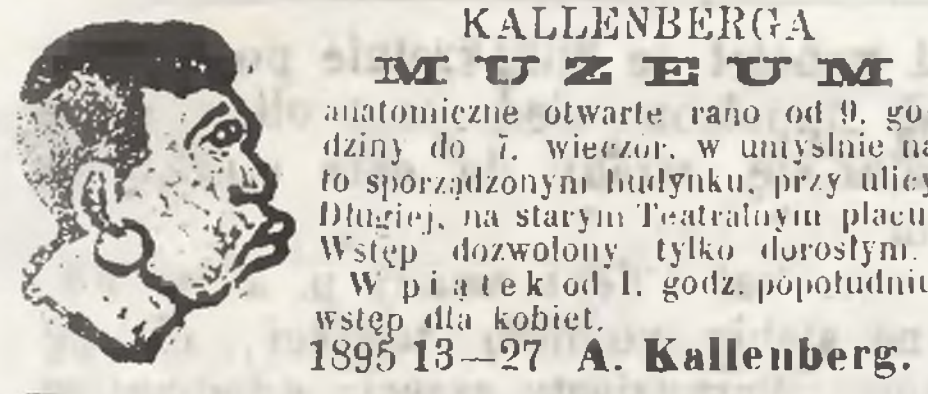 KALLENBERGA
MUZEUM
anatomiczne otwarte rano od 9. go-
dziny do 7. wieczor. w umyslnie na
to sporządzonym budynku, przy ulicy
Długiej, na starym Teatralnym placu.
Wstęp dozwolony tylko dorosłym.
W piątek od 1. godz. popołudniu
wstęp dla kobiet.
1895 13—27 A. Kallenberg.